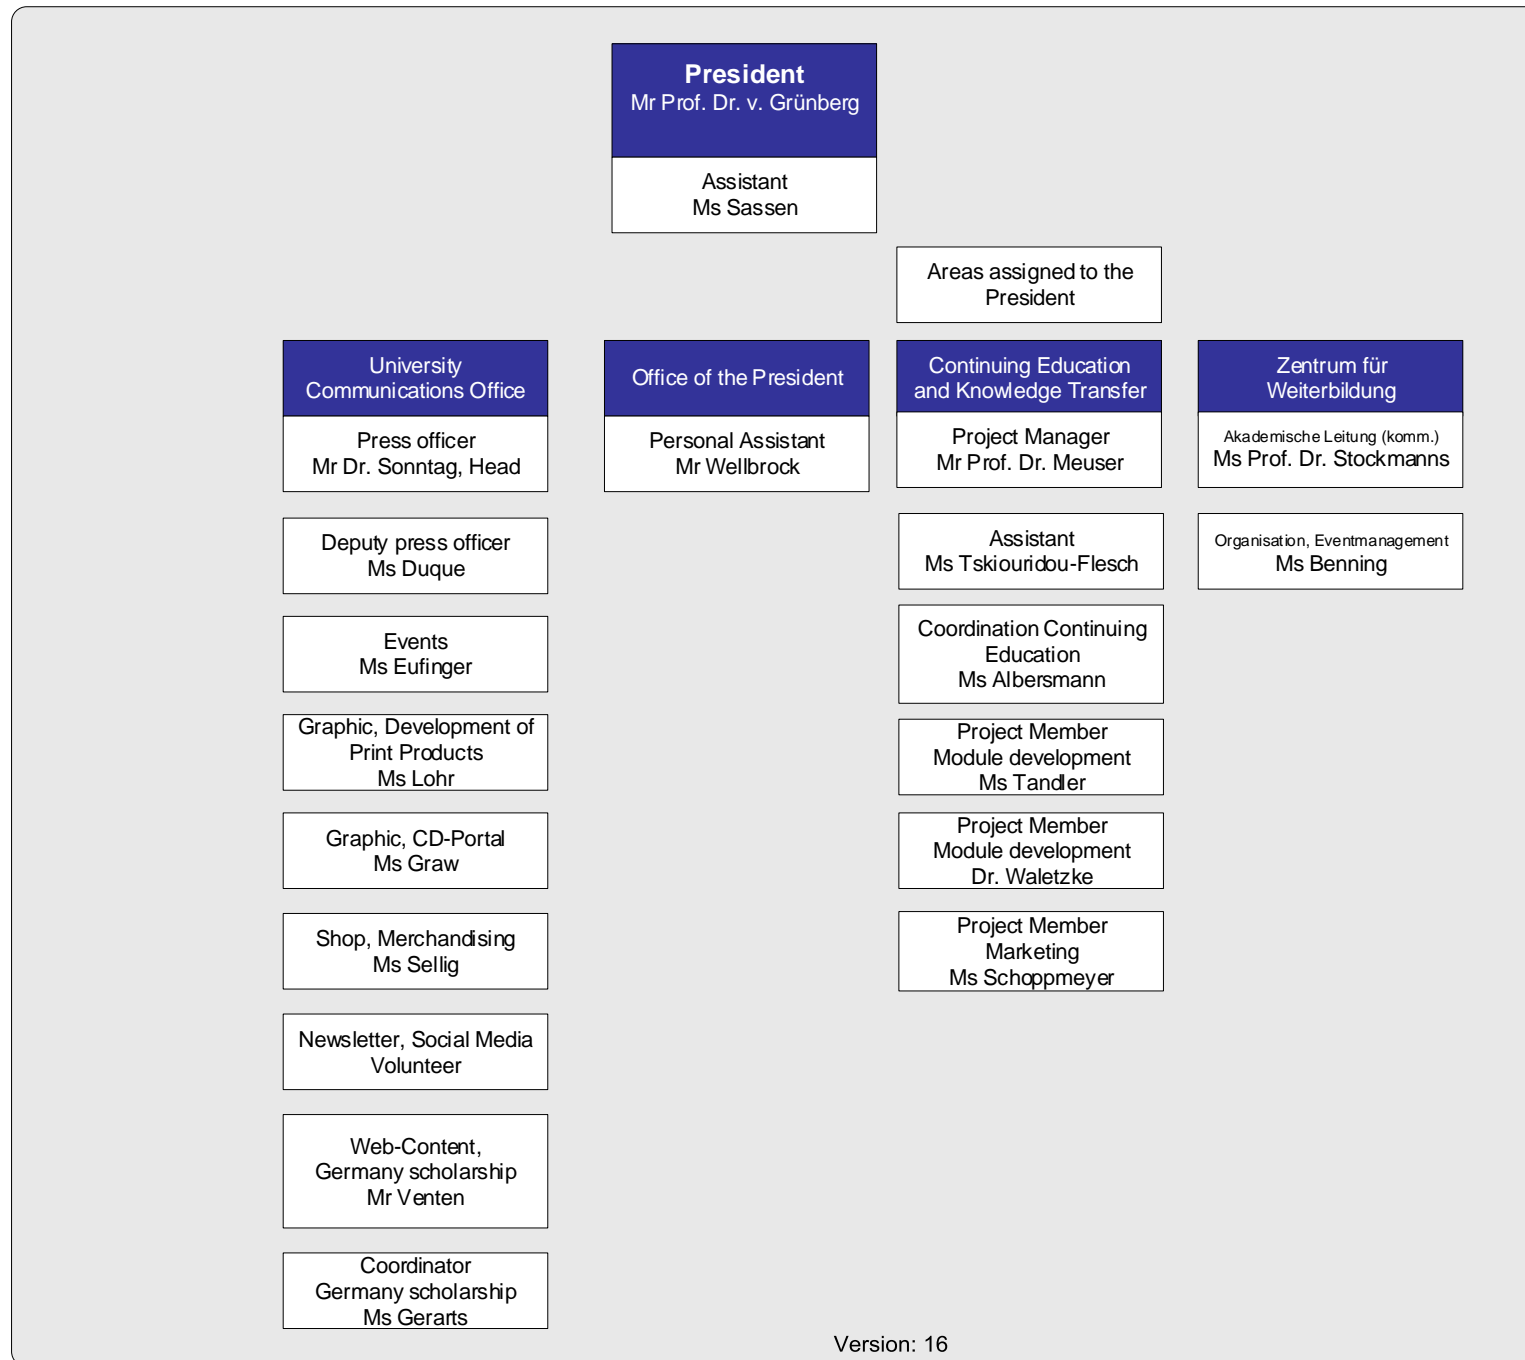 President
Mr Prof. Dr. v. Grünberg
Assistant
Ms Sassen
Areas assigned to the
President
University
Communications Office
Press officer
Mr Dr. Sonntag, Head
Deputy press officer
Ms Duque
Events
Ms Eufinger
Graphic, Development of
Print Products
Ms Lohr
Graphic, CD-Portal
Ms Graw
Shop, Merchandising
Ms Sellig
Newsletter, Social Media
Volunteer
Web-Content,
Germany scholarship
Mr Venten
Coordinator
Germany scholarship
Ms Gerarts
Office of the President
Personal Assistant
Mr Wellbrock
Continuing Education
and Knowledge Transfer
Project Manager
Mr Prof. Dr. Meuser
Assistant
Ms Tskiouridou-Flesch
Coordination Continuing
Education
Ms Albersmann
Project Member
Module development
Ms Tandler
Project Member
Module development
Dr. Waletzke
Project Member
Marketing
Ms Schoppmeyer
Zentrum für
Weiterbildung
Akademische Leitung (komm.)
Ms Prof. Dr. Stockmanns
Organisation, Eventmanagement
Ms Benning
Version: 16